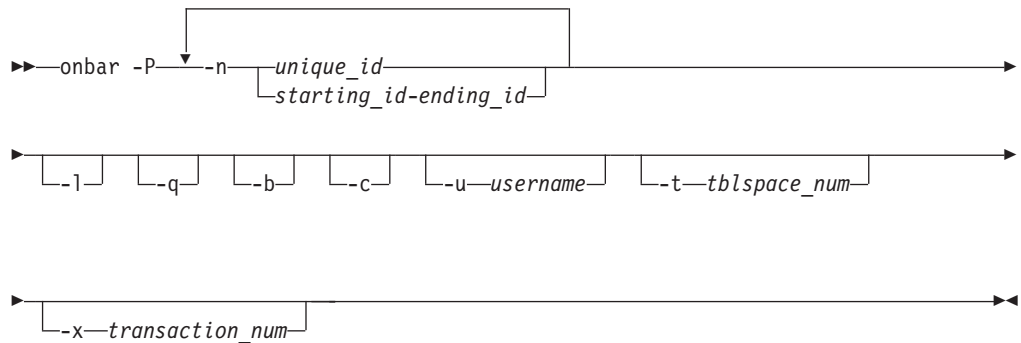 onbar -P -n unique_id
starting_id-ending_id
-l -q -b -c -u username -t tblspace_num
-x transaction_num